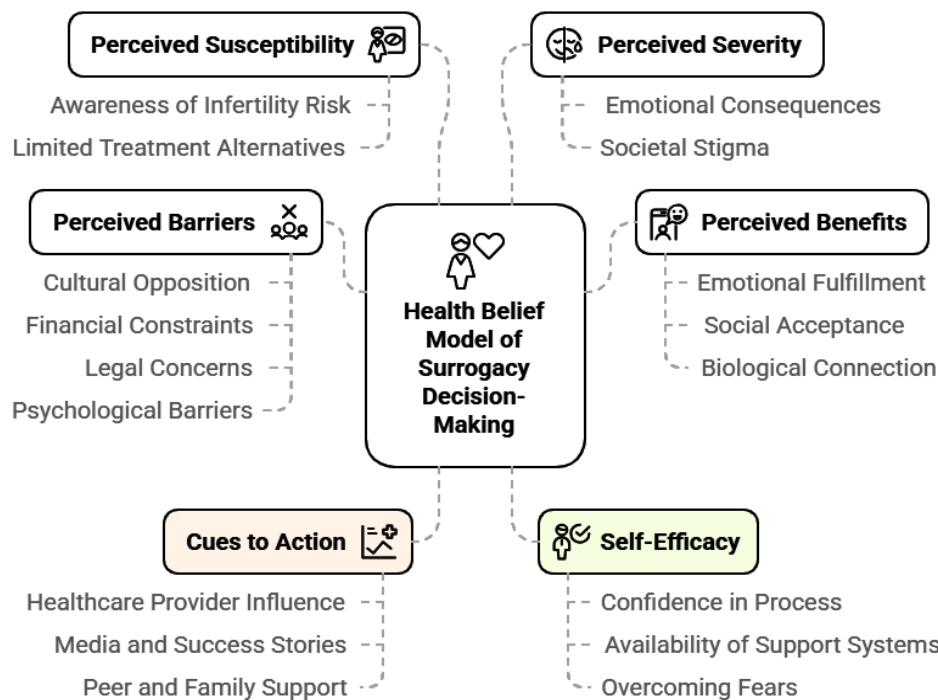 Perceived Susceptibility
Awareness of Infertility Risk
Limited Treatment Alternatives
Perceived Severity
Emotional Consequences
Societal Stigma
Perceived Barriers
Cultural Opposition
Financial Constraints
Legal Concerns
Psychological Barriers
Health Belief
Model of
Surrogacy
Decision-
Making
Perceived Benefits
Emotional Fulfillment
Social Acceptance
Biological Connection
Cues to Action
Healthcare Provider Influence
Media and Success Stories
Peer and Family Support
Self-Efficacy
Confidence in Process
Availability of Support Systems
Overcoming Fears